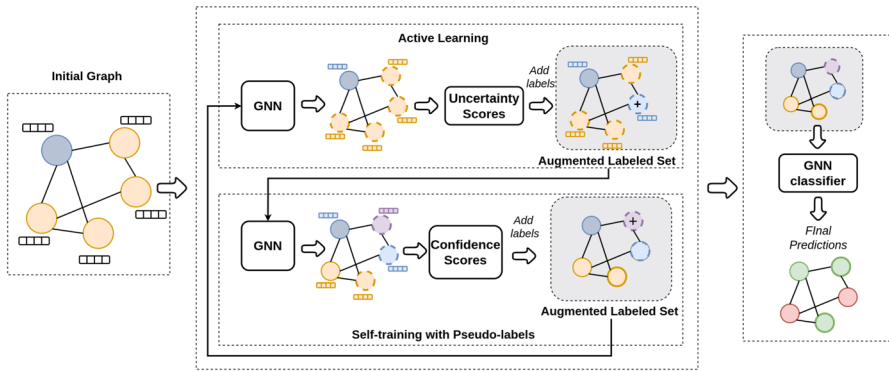 Initial Graph
Active Learning
GNN
Uncertainty
Scores
Add
labels
+
Augmented Labeled Set
GNN
Confidence
Scores
Add
labels
+
Augmented Labeled Set
Self-training with Pseudo-labels
GNN
classifier
FInal
Predictions